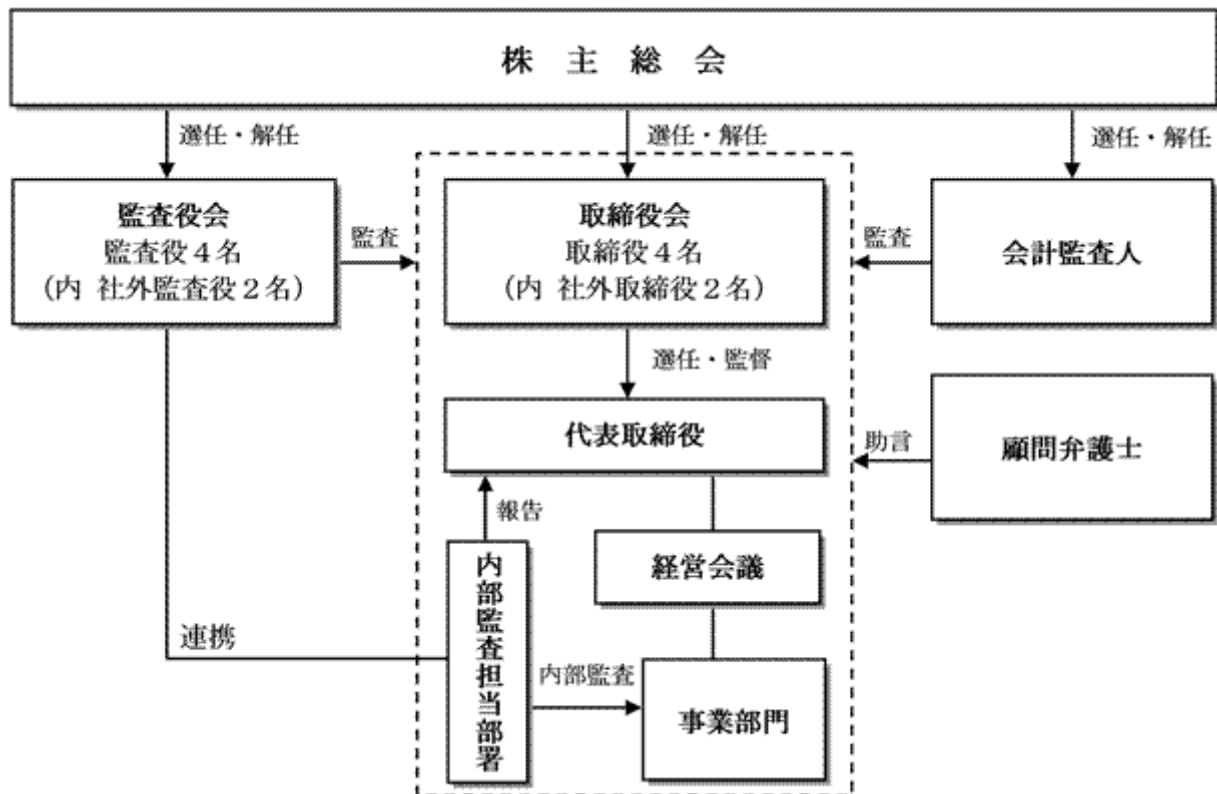 株 主 総 会
選任・解任
選任・解任
選任・解任
監査役会
監査役４名
（内 社外監査役２名）
監査
取締役会
取締役４名
（内 社外取締役２名）
監査
会計監査人
選任・監督
代表取締役
助言
顧問弁護士
報告
経営会議
内部監査担当部署
連携
内部監査
事業部門